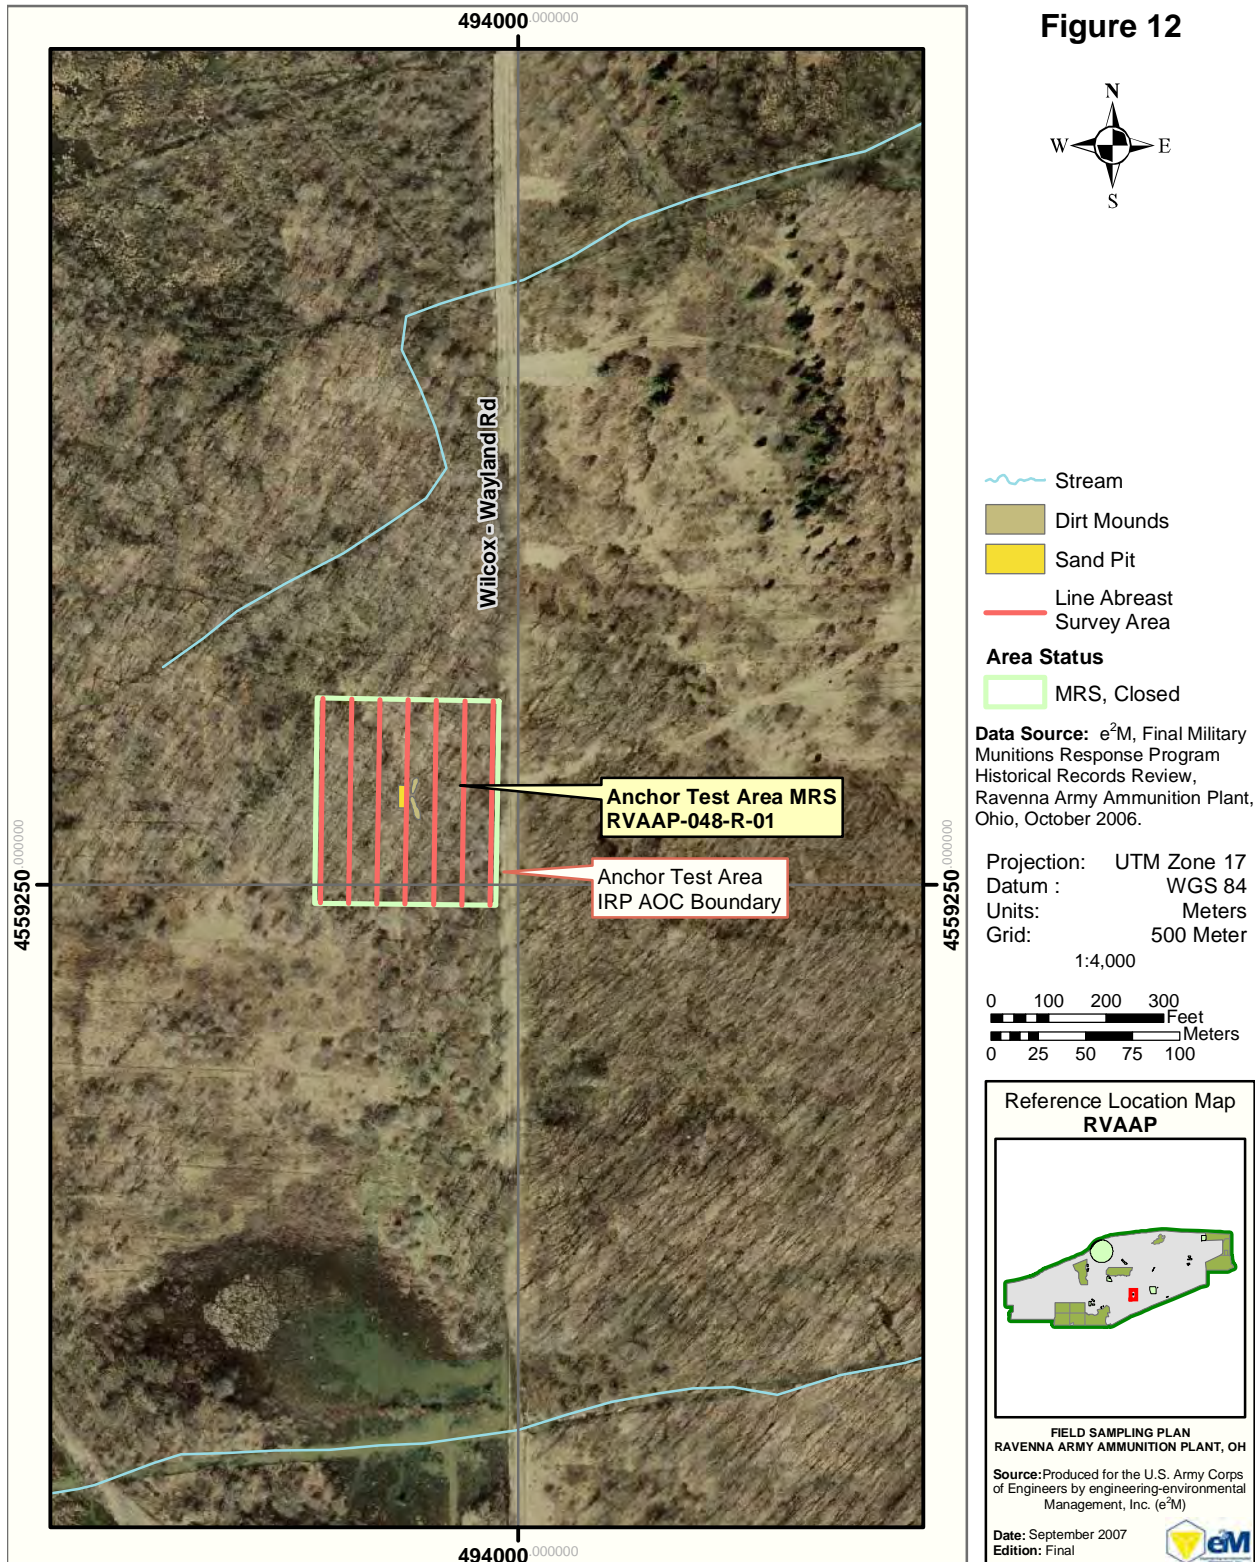 Figure 12
494000.000000
N
W
E
S
Wilcox - Wayland Rd
Stream
Dirt Mounds
Sand Pit
Line Abreast
Survey Area
Area Status
MRS, Closed
Data Source: e2M, Final Military
Munitions Response Program
Historical Records Review,
Ravenna Army Ammunition Plant,
Ohio, October 2006.
Anchor Test Area MRS
RVAAP-048-R-01
Anchor Test Area
IRP AOC Boundary
4559250.000000
4559250.000000
Projection: UTM Zone 17
Datum : WGS 84
Units: Meters
Grid: 500 Meter
1:4,000
0 100 200 300
Feet
Meters
0 25 50 75 100
Reference Location Map
RVAAP
FIELD SAMPLING PLAN
RAVENNA ARMY AMMUNITION PLANT, OH
Source:Produced for the U.S. Army Corps
of Engineers by engineering-environmental
Management, Inc. (e2M)
Date: September 2007
Edition: Final
e2M
494000.000000